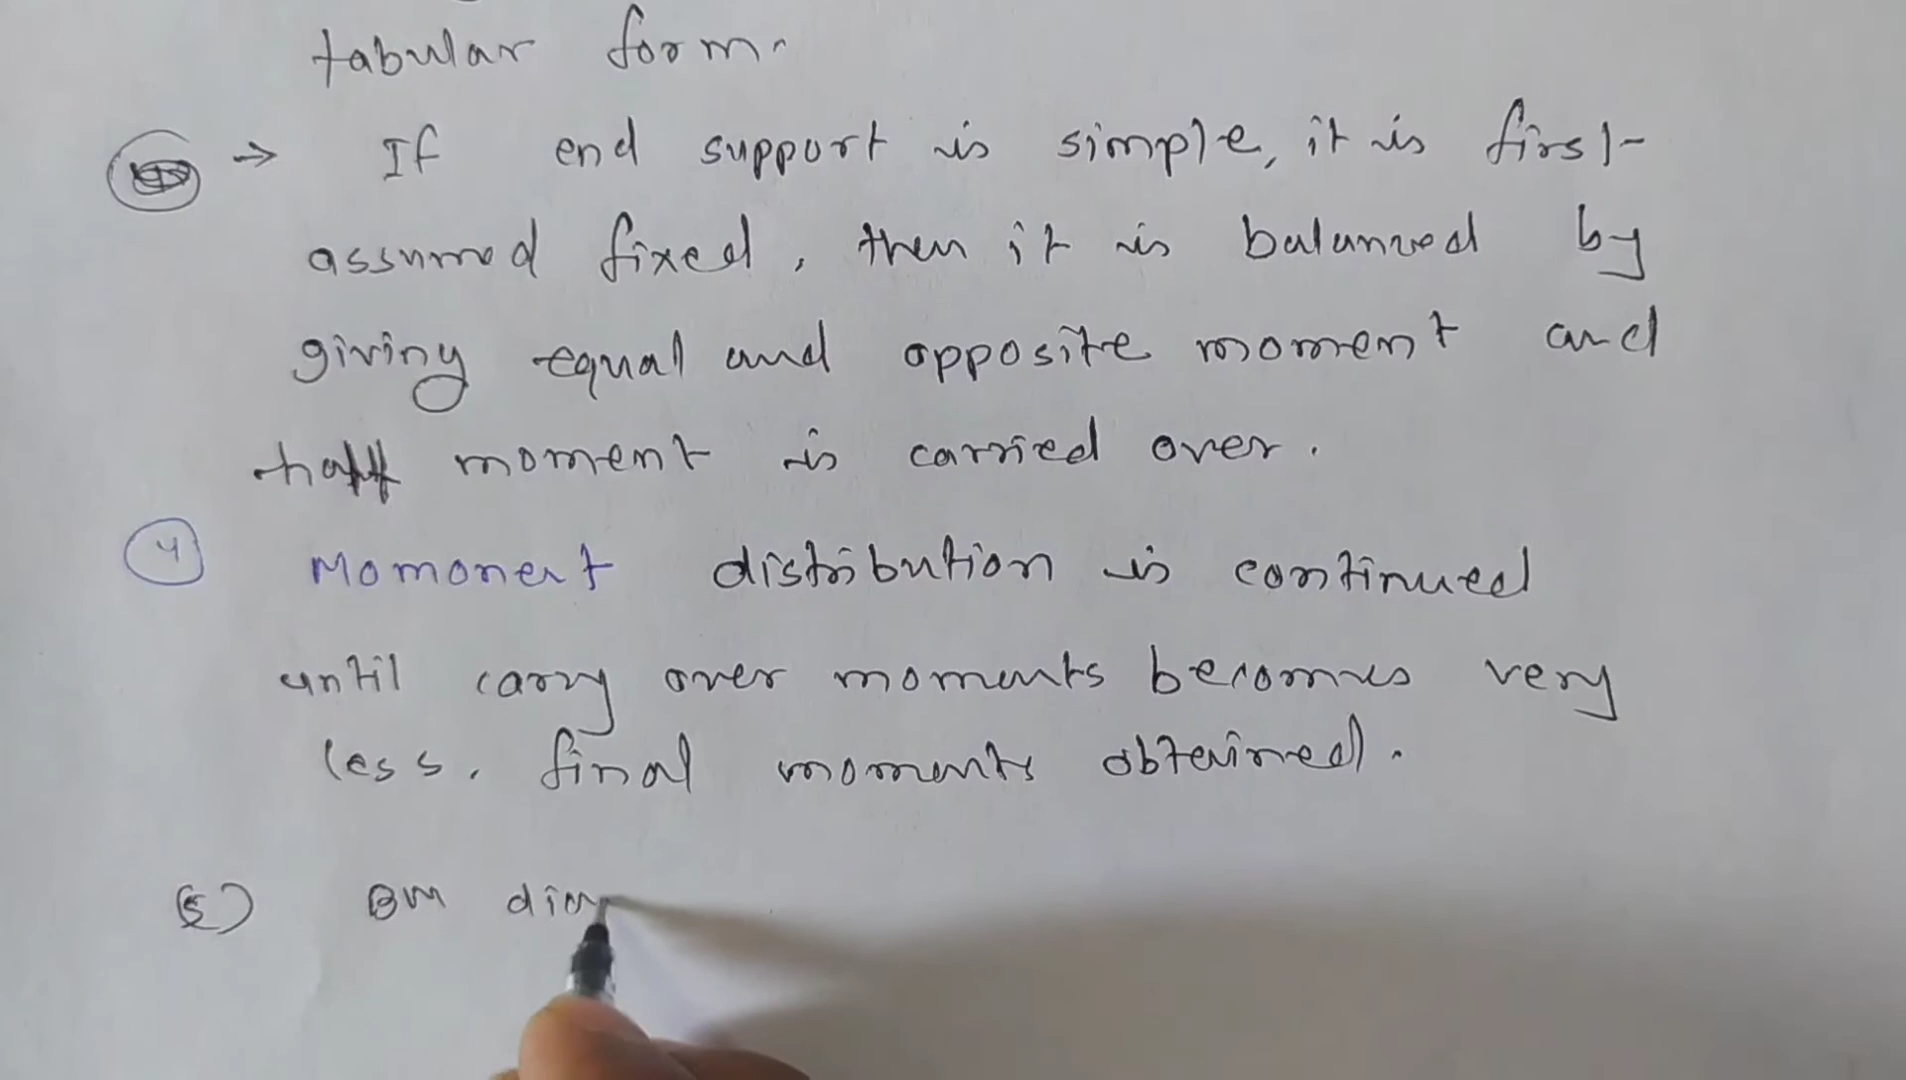 tabular form.
→ If end support is simple, it is first
assumed fixed, then it is balanced by
giving equal and opposite moment and
half moment is carried over.
4 Momonent distribution is continued
until carry over moments becomes very
less. final moments obtained.
5) BM dia